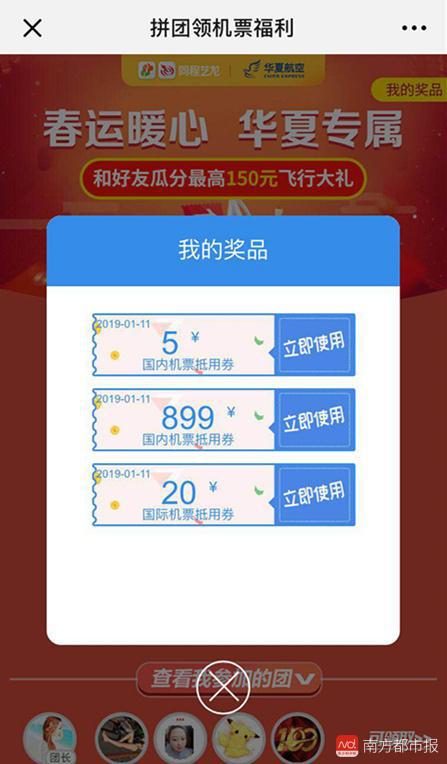 拼团领机票福利
同程艺龙 华夏航空
CHINA EXPRESS
我的奖品
春运暖心 华夏专属
和好友瓜分最高150元飞行大礼
我的奖品
2019-01-11
5 ¥
国内机票抵用券
立即使用
2019-01-11
899 ¥
国内机票抵用券
立即使用
2019-01-11
20 ¥
国际机票抵用券
立即使用
查看我参加的团
团长
可领取>>
南方都市报